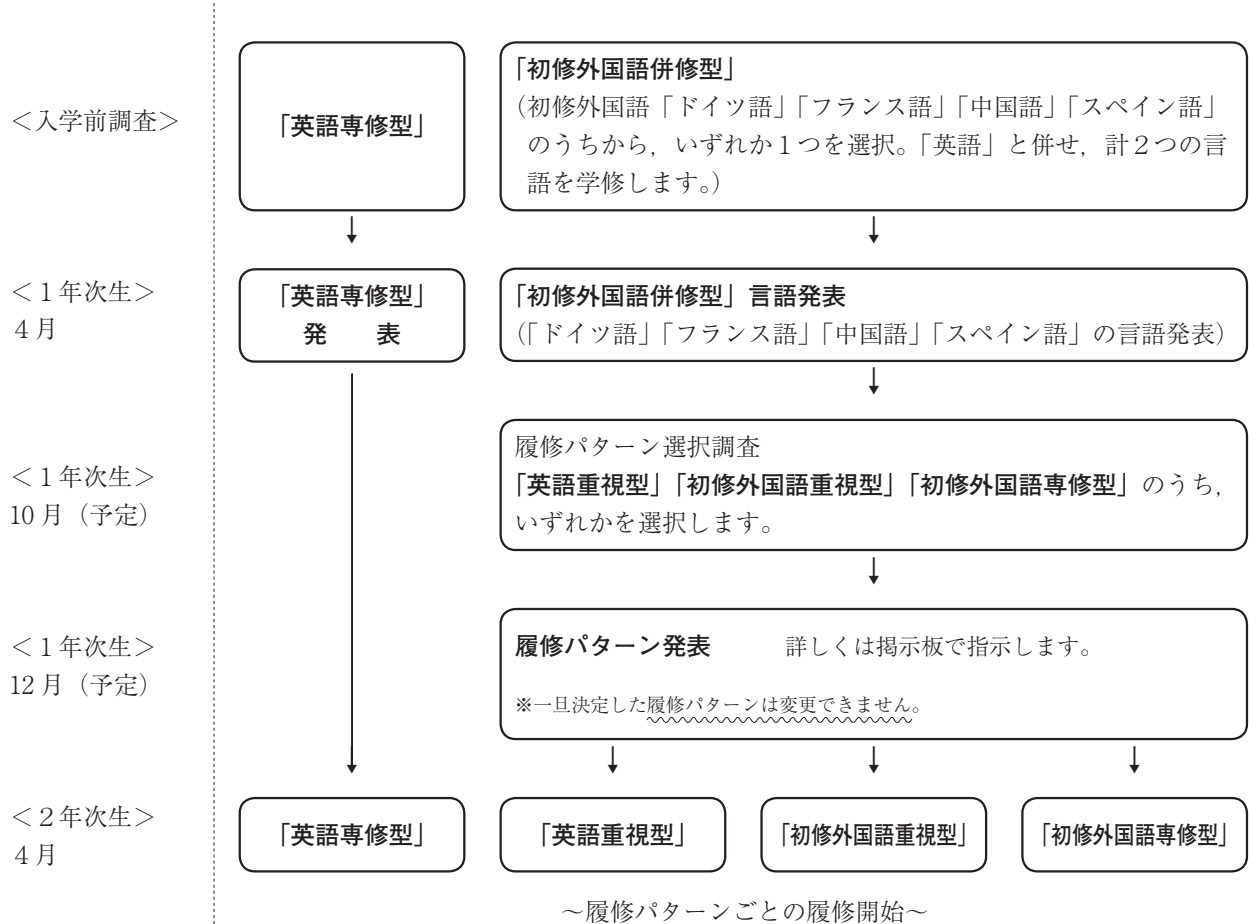 ＜入学前調査＞
「英語専修型」
「初修外国語併修型」
（初修外国語「ドイツ語」「フランス語」「中国語」「スペイン語」
のうちから，いずれか１つを選択。「英語」と併せ，計２つの言
語を学修します。）
＜１年次生＞
４月
「英語専修型」
発　　表
「初修外国語併修型」言語発表
（「ドイツ語」「フランス語」「中国語」「スペイン語」の言語発表）
＜１年次生＞
10月（予定）
履修パターン選択調査
「英語重視型」「初修外国語重視型」「初修外国語専修型」のうち，
いずれかを選択します。
＜１年次生＞
12月（予定）
履修パターン発表　　詳しくは掲示板で指示します。
※一旦決定した履修パターンは変更できません。
＜２年次生＞
４月
「英語専修型」
「英語重視型」
「初修外国語重視型」
「初修外国語専修型」
～履修パターンごとの履修開始～